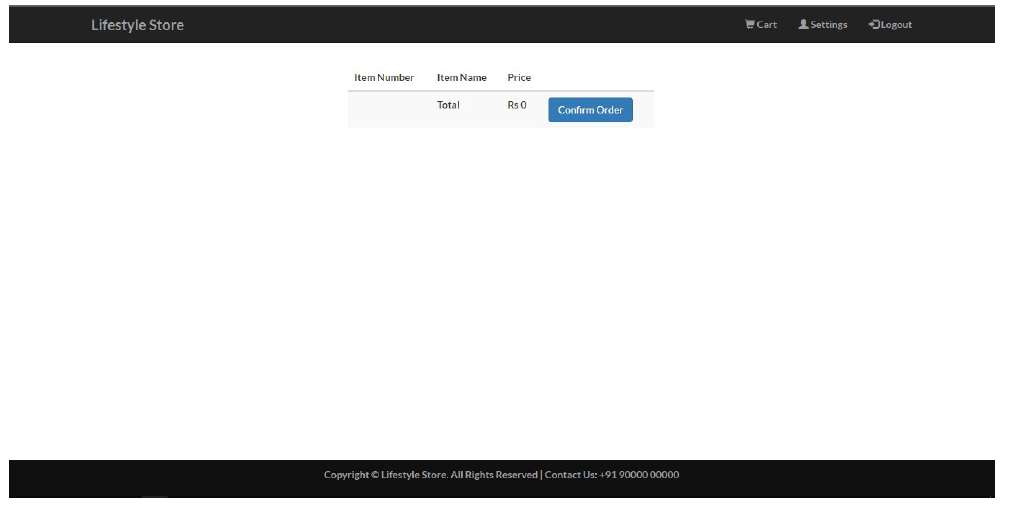 Lifestyle Store Cart Settings Logout
Item Number Item Name Price
Total Rs 0 Confirm Order
Copyright © Lifestyle Store. All Rights Reserved | Contact Us: +91 90000 00000